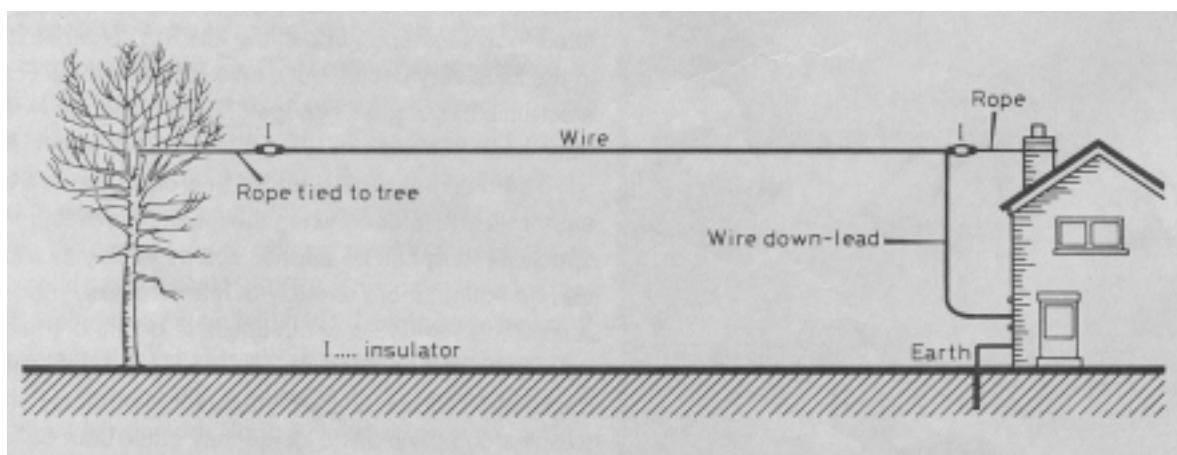 Rope
I
Wire
I
Rope tied to tree
Wire down-lead
I.... insulator
Earth